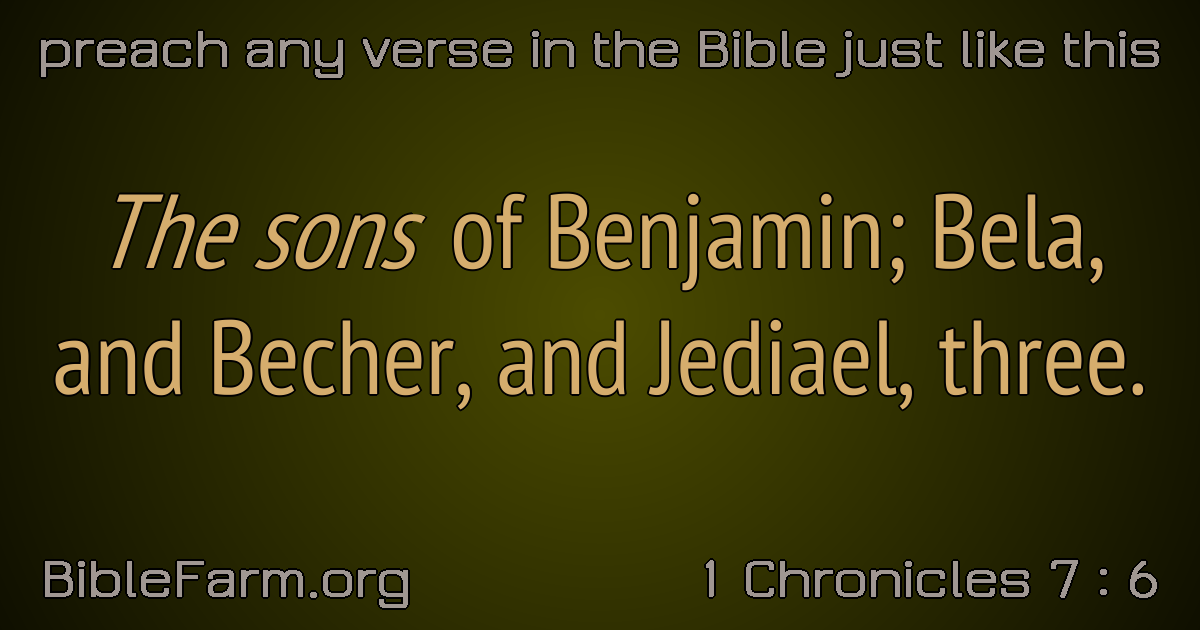 preach any verse in the Bible just like this
The sons of Benjamin; Bela,
and Becher, and Jediael, three.
BibleFarm.org
1 Chronicles 7 : 6